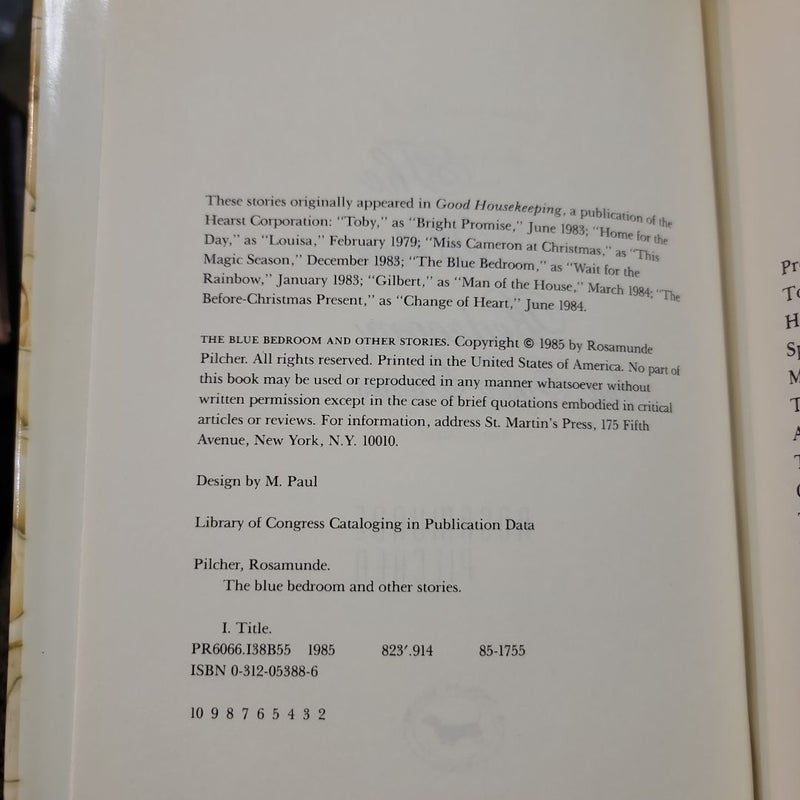 These stories originally appeared in Good Housekeeping, a publication of the
Hearst Corporation: "Toby," as "Bright Promise," June 1983; "Home for the
Day," as "Louisa," February 1979; "Miss Cameron at Christmas," as "This
Magic Season," December 1983; "The Blue Bedroom," as "Wait for the
Rainbow," January 1983; "Gilbert," as "Man of the House," March 1984; "The
Before-Christmas Present," as "Change of Heart," June 1984.
THE BLUE BEDROOM AND OTHER STORIES. Copyright © 1985 by Rosamunde
Pilcher. All rights reserved. Printed in the United States of America. No part of
this book may be used or reproduced in any manner whatsoever without
written permission except in the case of brief quotations embodied in critical
articles or reviews. For information, address St. Martin's Press, 175 Fifth
Avenue, New York, N.Y. 10010.
Design by M. Paul
Library of Congress Cataloging in Publication Data
Pilcher, Rosamunde.
The blue bedroom and other stories.
I. Title.
PR6066.I38B55 1985 823'.914 85-1755
ISBN 0-312-05388-6
10 9 8 7 6 5 4 3 2